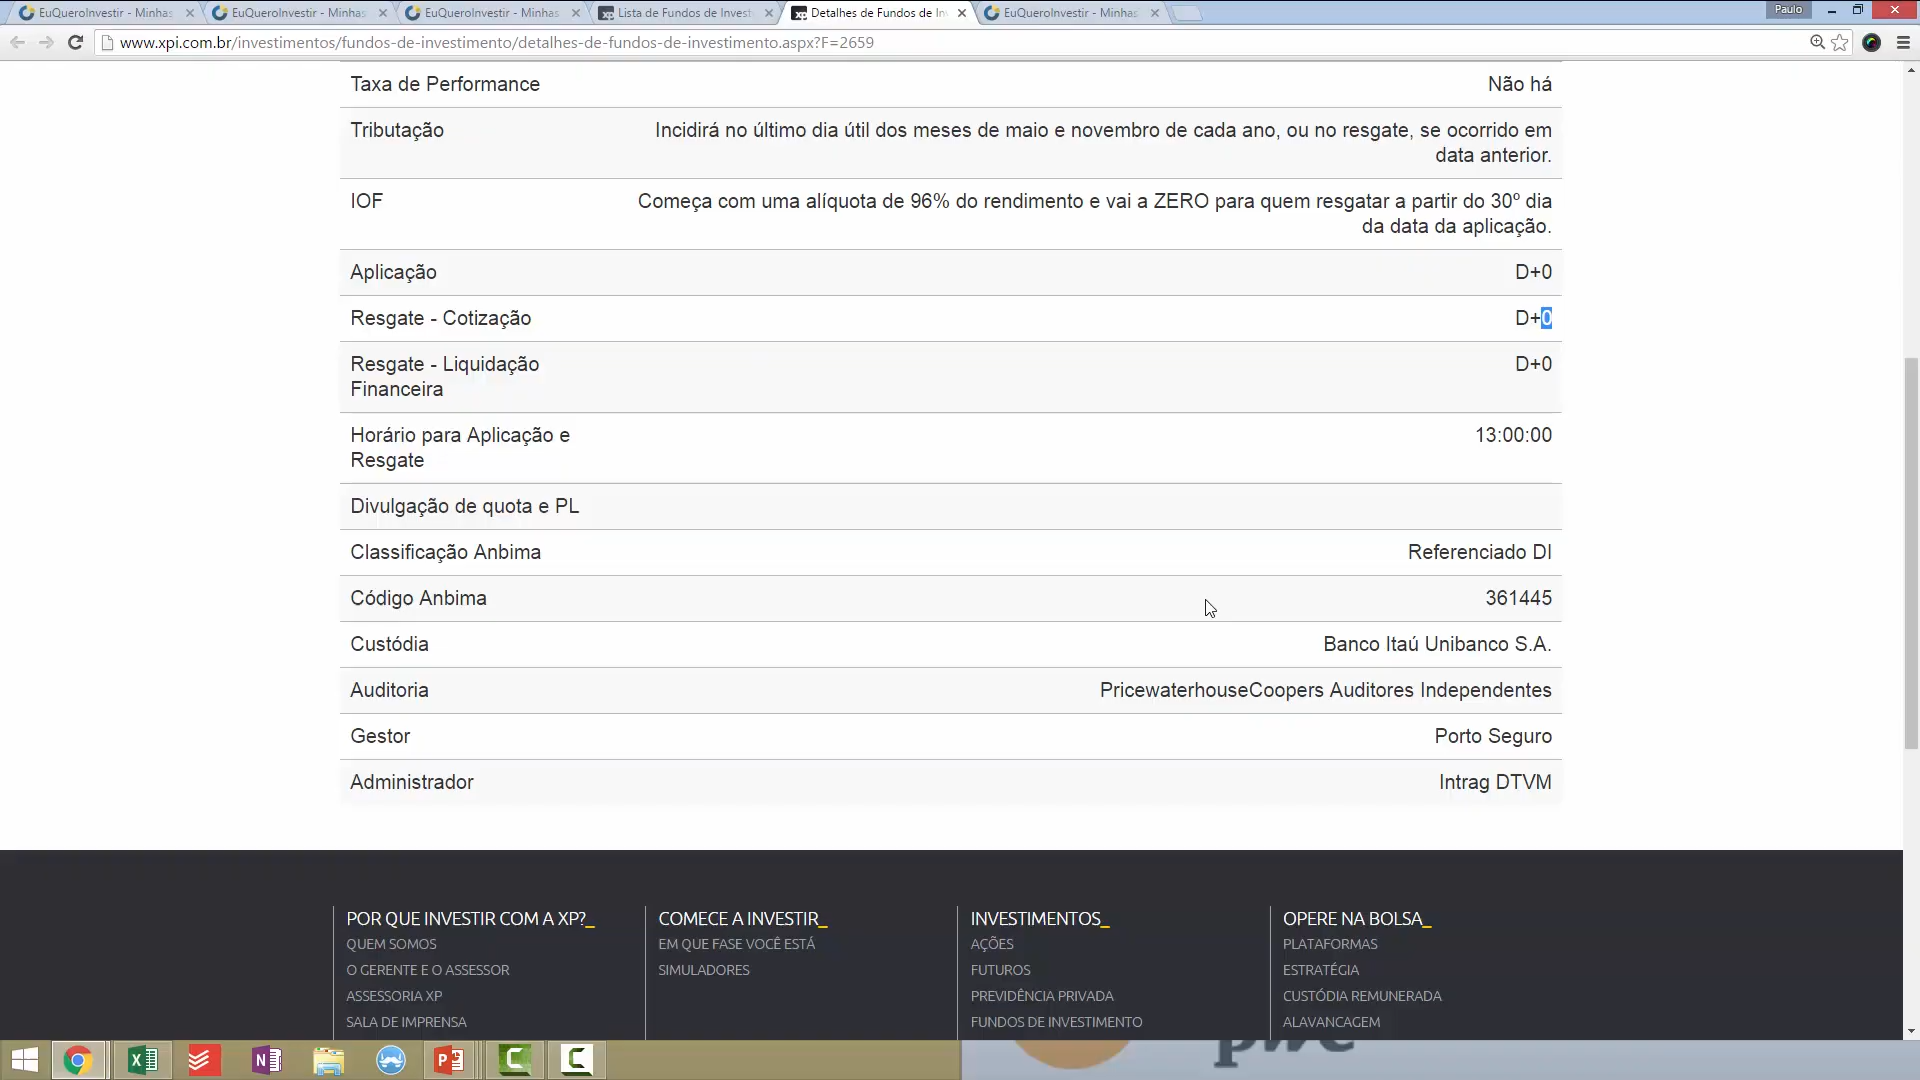 EuQueroInvestir - Minhas
EuQueroInvestir - Minhas
EuQueroInvestir - Minhas
Lista de Fundos de Invest
Detalhes de Fundos de In
EuQueroInvestir - Minhas
Paulo
www.xpi.com.br/investimentos/fundos-de-investimento/detalhes-de-fundos-de-investimento.aspx?F=2659
Taxa de Performance
Não há
Tributação
Incidirá no último dia útil dos meses de maio e novembro de cada ano, ou no resgate, se ocorrido em
data anterior.
IOF
Começa com uma alíquota de 96% do rendimento e vai a ZERO para quem resgatar a partir do 30º dia
da data da aplicação.
Aplicação
D+0
Resgate - Cotização
D+0
Resgate - Liquidação
Financeira
D+0
Horário para Aplicação e
Resgate
13:00:00
Divulgação de quota e PL
Classificação Anbima
Referenciado DI
Código Anbima
361445
Custódia
Banco Itaú Unibanco S.A.
Auditoria
PricewaterhouseCoopers Auditores Independentes
Gestor
Porto Seguro
Administrador
Intrag DTVM
POR QUE INVESTIR COM A XP?_
QUEM SOMOS
O GERENTE E O ASSESSOR
ASSESSORIA XP
SALA DE IMPRENSA
COMECE A INVESTIR_
EM QUE FASE VOCÊ ESTÁ
SIMULADORES
INVESTIMENTOS_
AÇÕES
FUTUROS
PREVIDÊNCIA PRIVADA
FUNDOS DE INVESTIMENTO
OPERE NA BOLSA_
PLATAFORMAS
ESTRATÉGIA
CUSTÓDIA REMUNERADA
ALAVANCAGEM
pwc